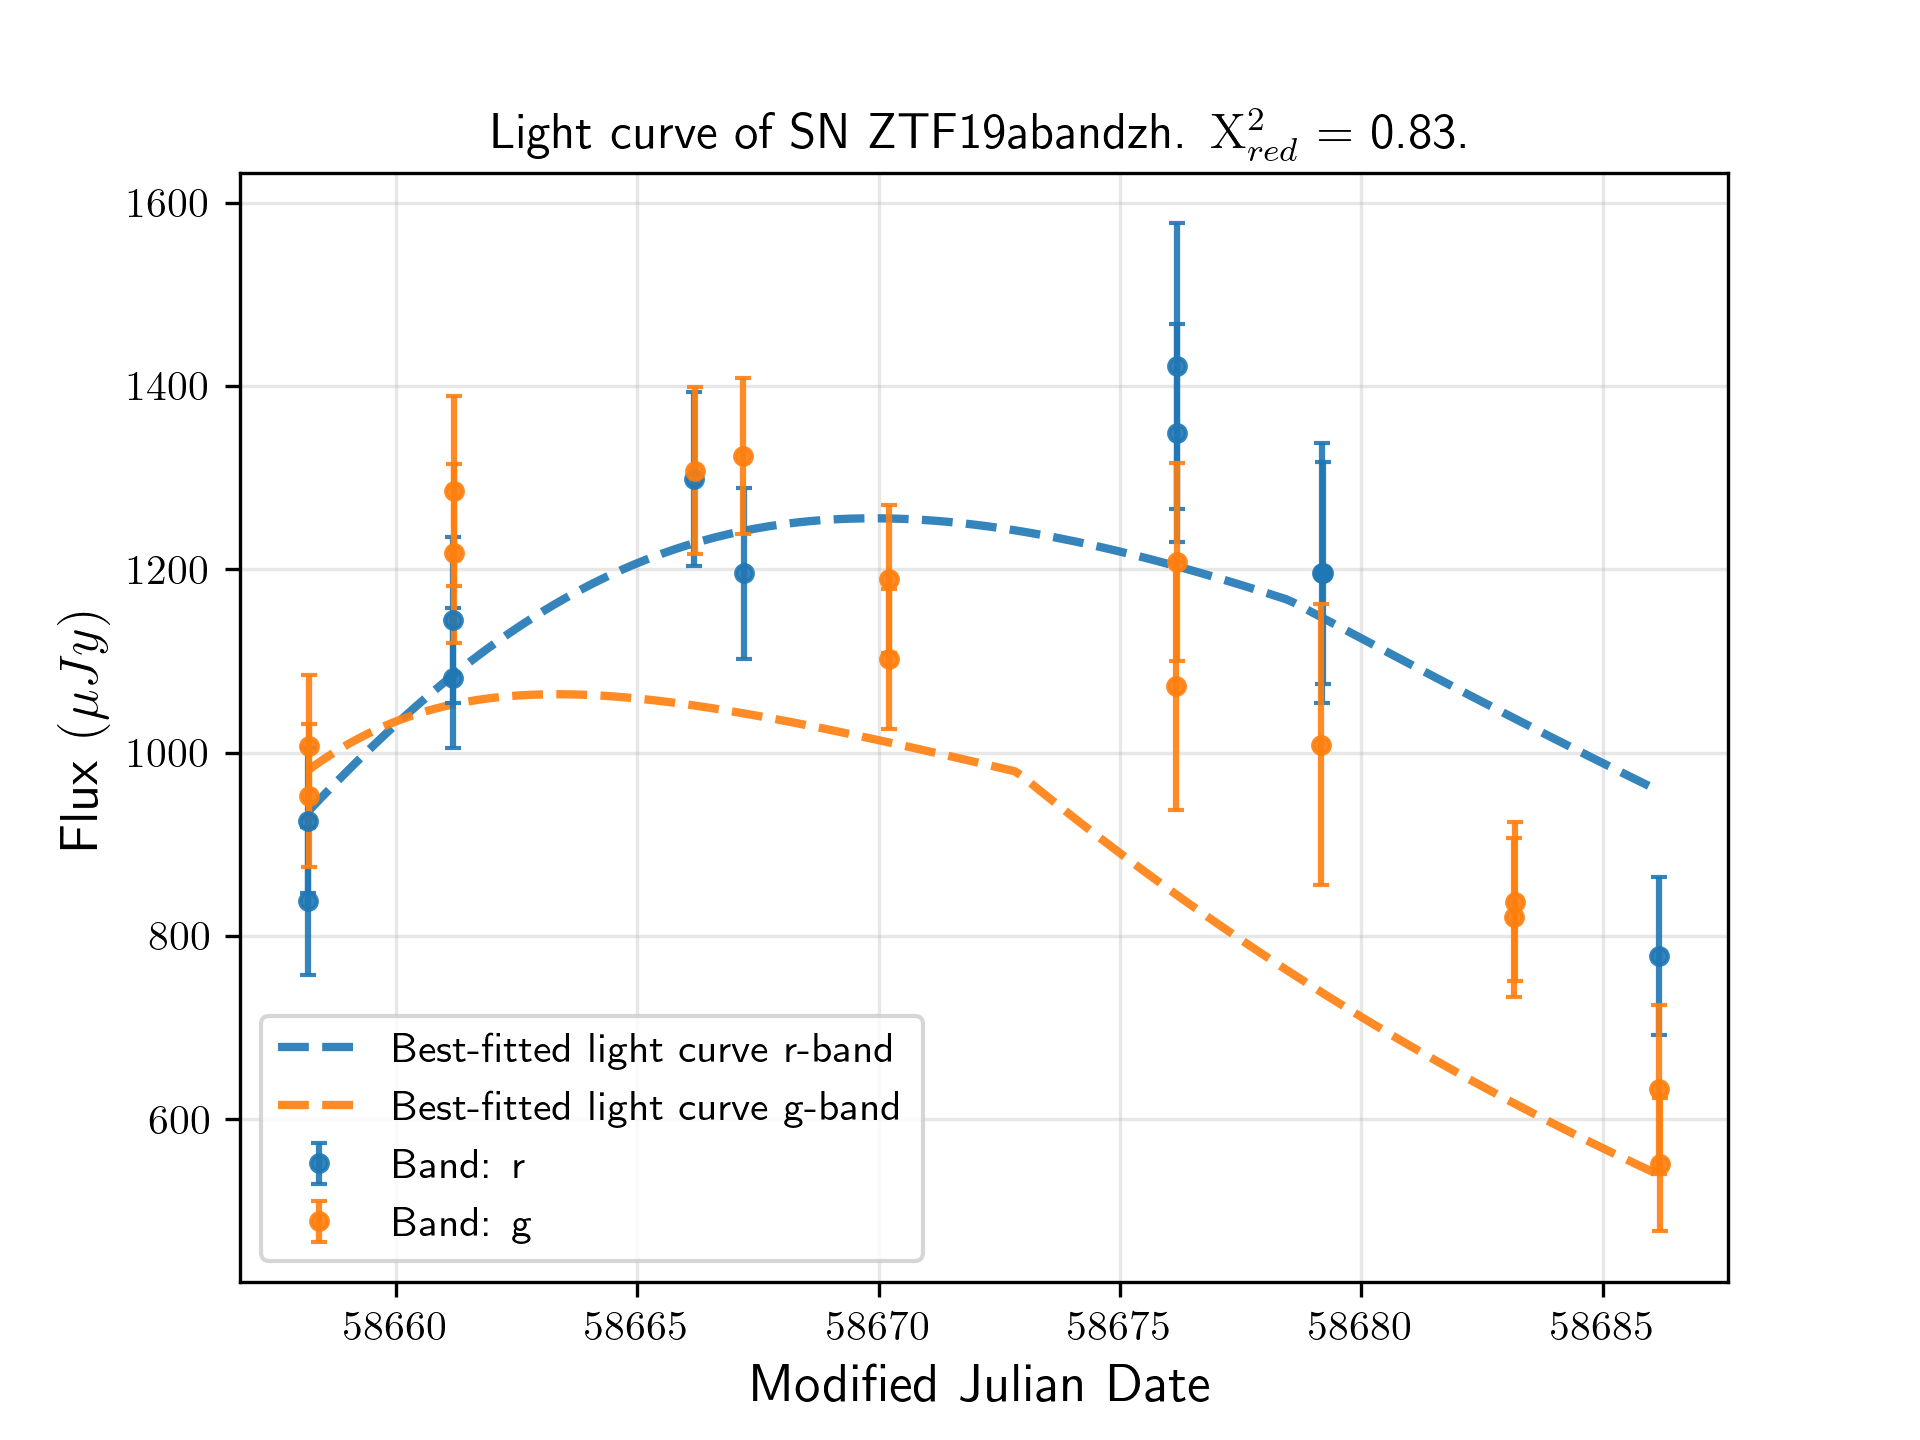 Light curve of SN ZTF19abandzh. X²_red = 0.83.
1600
1400
1200
1000
800
600
Flux (μJy)
Best-fitted light curve r-band
Best-fitted light curve g-band
Band: r
Band: g
58660 58665 58670 58675 58680 58685
Modified Julian Date